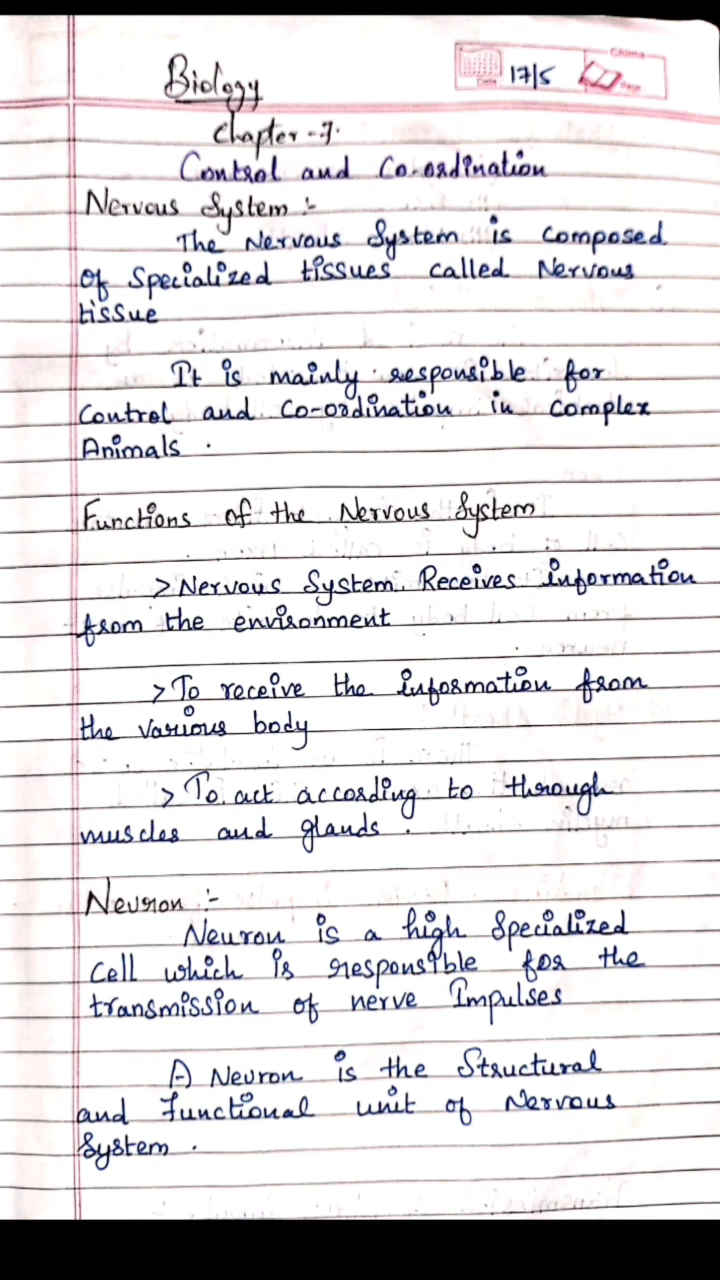 Biology
17/5
Chapter - 7.
Control and Co-ordination
Nervous System :-
The Nervous System is composed
of Specialized tissues called Nervous
tissue
It is mainly responsible for
Control and Co-ordination in complex
Animals .
Functions of the Nervous System
> Nervous System Receives information
from the environment
> To receive the information from
the various body
> To act according to through
muscles and glands .
Neuron :-
Neuron is a high Specialized
Cell which is responsible for the
transmission of nerve Impulses
A Neuron is the Structural
and functional unit of Nervous
System .